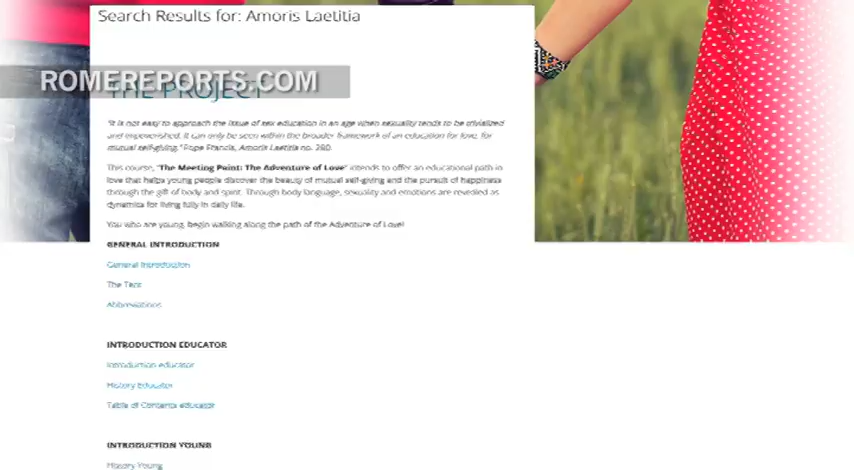 Search Results for: Amoris Laetitia
ROMEREPORTS.COM
THE PROJECT
"It is not easy to approach the issue of sex education in an age when sexuality tends to be trivialized
and impoverished. It can only be seen within the broader framework of an education for love, for
mutual self-giving." Pope Francis, Amoris Laetitia no. 280.
This course, "The Meeting Point: The Adventure of Love" intends to offer an educational path in
love that helps young people discover the beauty of mutual self-giving and the pursuit of happiness
through the gift of body and spirit. Through body language, sexuality and emotions are revealed as
dynamics for living fully in daily life.
You who are young, begin walking along the path of the Adventure of Love!
GENERAL INTRODUCTION
General Introduction
The Tent
Abbreviations
INTRODUCTION EDUCATOR
Introduction educator
History Educator
Table of Contents educator
INTRODUCTION YOUNG
History Young